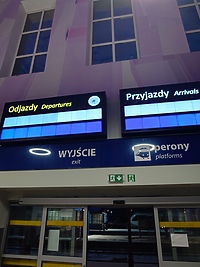 Odjazdy Departures
Przyjazdy Arrivals
WYJŚCIE
exit
perony
platforms